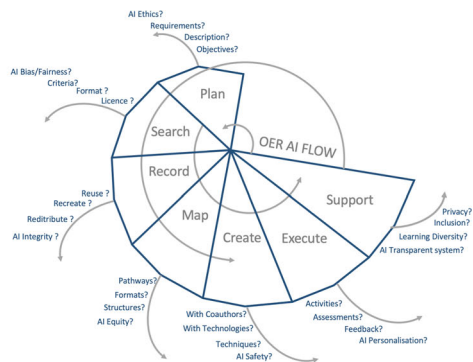 AI Ethics?
Requirements?
Description?
Objectives?
Plan
AI Bias/Fairness?
Criteria?
Format ?
Licence ?
Search
OER AI FLOW
Record
Reuse ?
Recreate ?
Reditribute ?
AI Integrity ?
Map
Pathways?
Formats?
Structures?
AI Equity?
Create
With Coauthors?
With Technologies?
Techniques?
AI Safety?
Execute
Activities?
Assessments?
Feedback?
AI Personalisation?
Support
Privacy?
Inclusion?
Learning Diversity?
AI Transparent system?